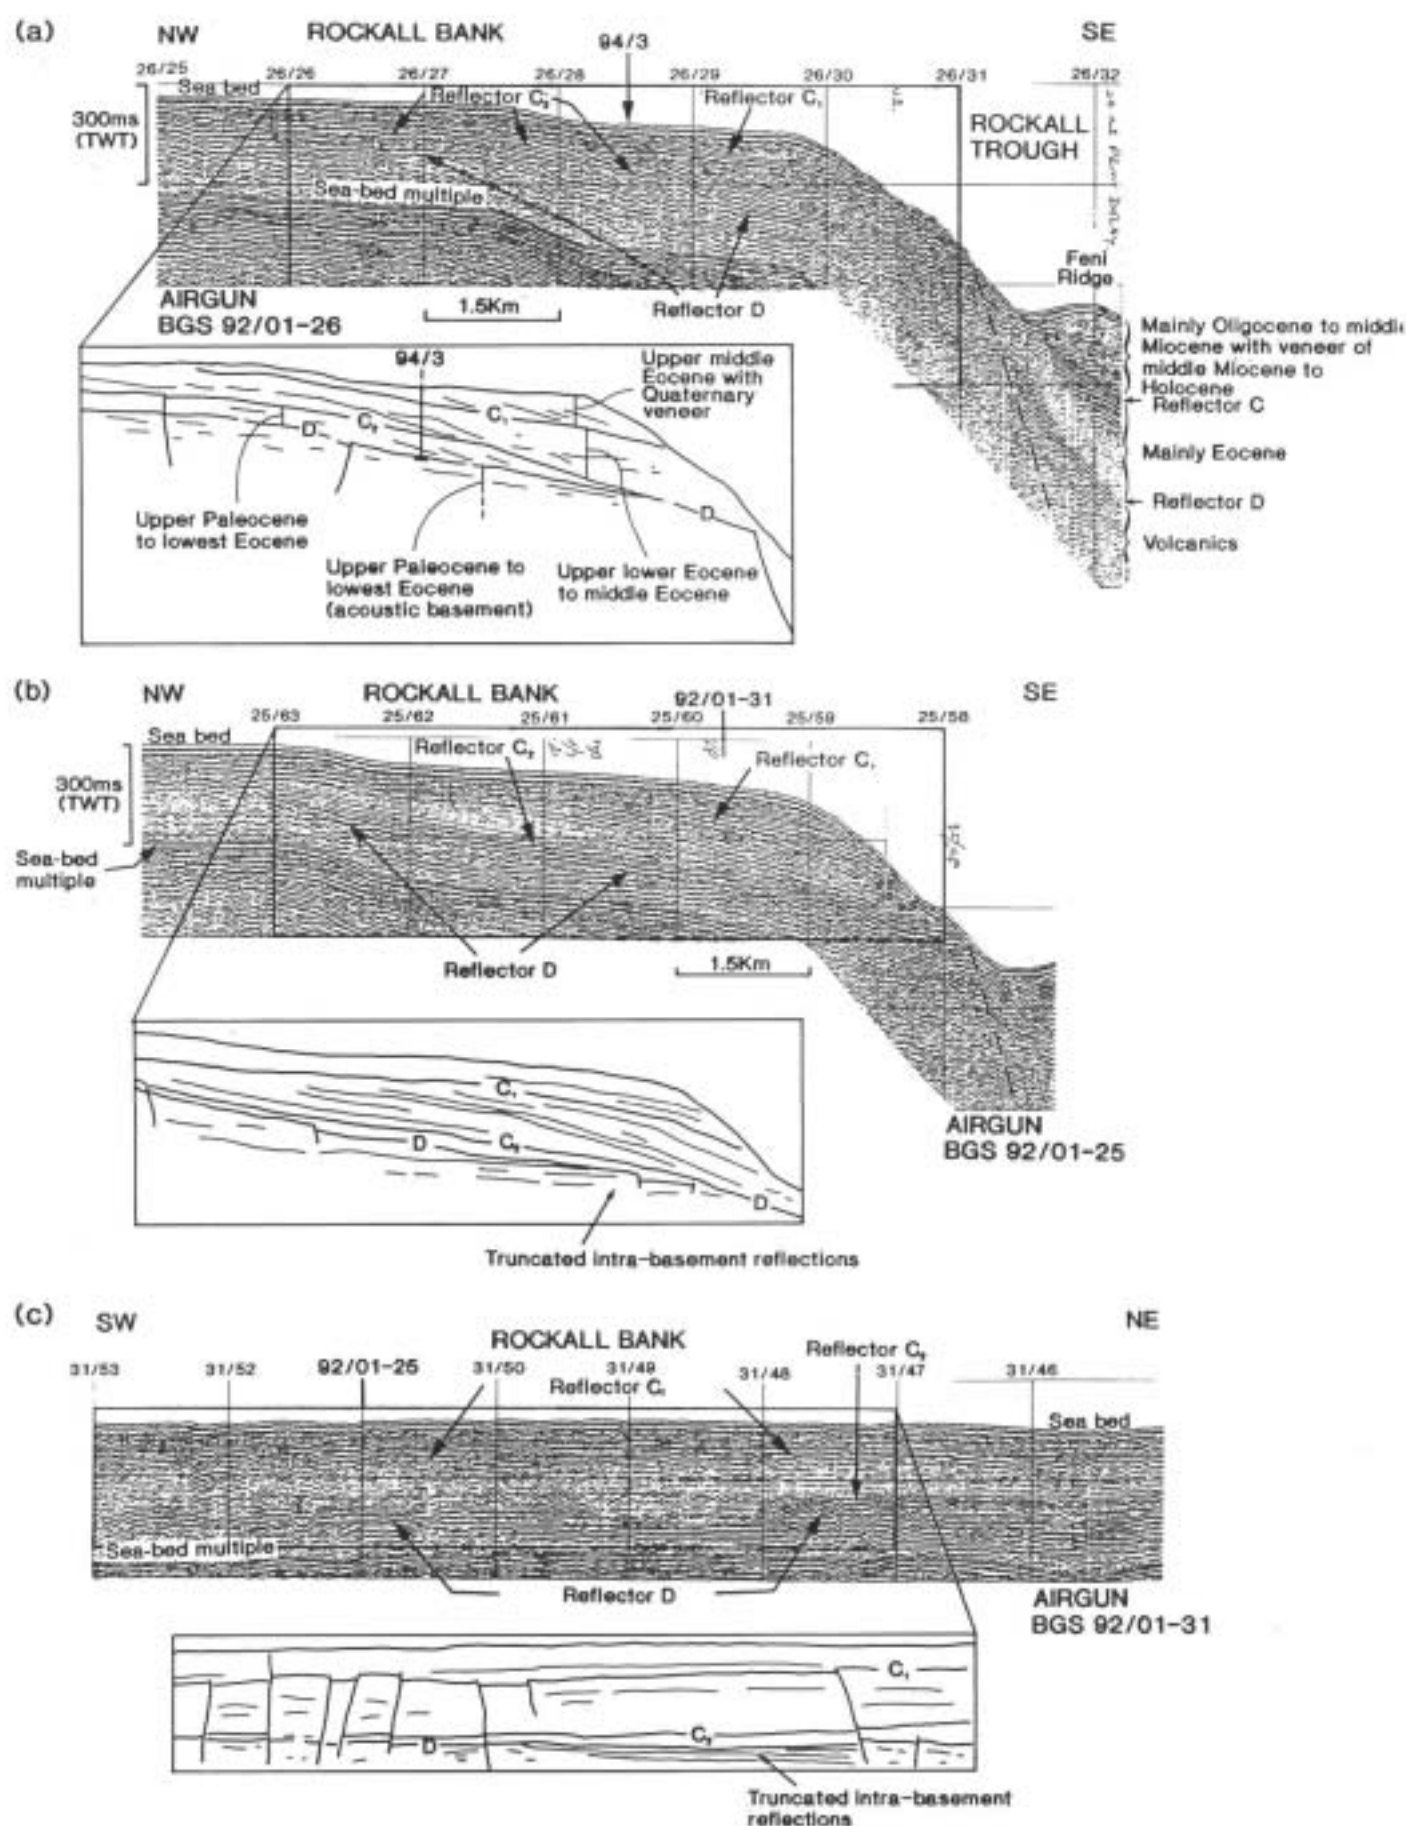 (a)
NW
ROCKALL BANK
94/3
SE
26/25
26/26
26/27
26/28
26/29
26/30
26/31
26/32
Sea bed
Reflector C₂
Reflector C₁
300ms
(TWT)
ROCKALL
TROUGH
Sea-bed multiple
Feni
Ridge
AIRGUN
BGS 92/01-26
1.5Km
Reflector D
Mainly Oligocene to middle
Miocene with veneer of
middle Miocene to
Holocene
Reflector C
Mainly Eocene
Reflector D
Volcanics
94/3
Upper middle
Eocene with
Quaternary
veneer
C₁
C₂
D
D
Upper Paleocene
to lowest Eocene
Upper Paleocene to
lowest Eocene
(acoustic basement)
Upper lower Eocene
to middle Eocene
(b)
NW
ROCKALL BANK
92/01-31
SE
25/63
25/62
25/61
25/60
25/59
25/58
Sea bed
Reflector C₂
Reflector C₁
300ms
(TWT)
Sea-bed
multiple
Reflector D
1.5Km
AIRGUN
BGS 92/01-25
C₁
D
C₂
D
Truncated intra-basement reflections
(c)
SW
ROCKALL BANK
NE
31/53
31/52
92/01-25
31/50
31/49
31/48
Reflector C₂
31/47
31/46
Reflector C₁
Sea bed
Sea-bed multiple
Reflector D
AIRGUN
BGS 92/01-31
C₁
C₂
D
Truncated intra-basement
reflections